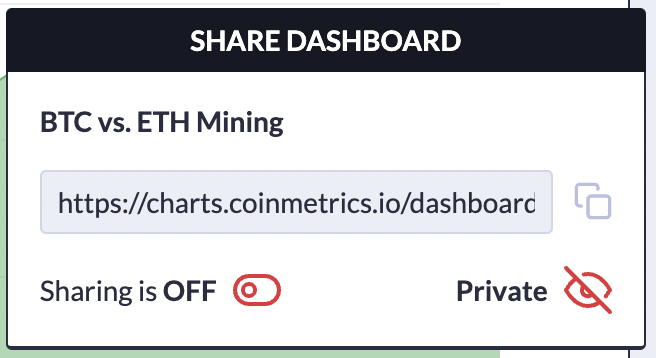 SHARE DASHBOARD
BTC vs. ETH Mining
https://charts.coinmetrics.io/dashboard
Sharing is OFF Private